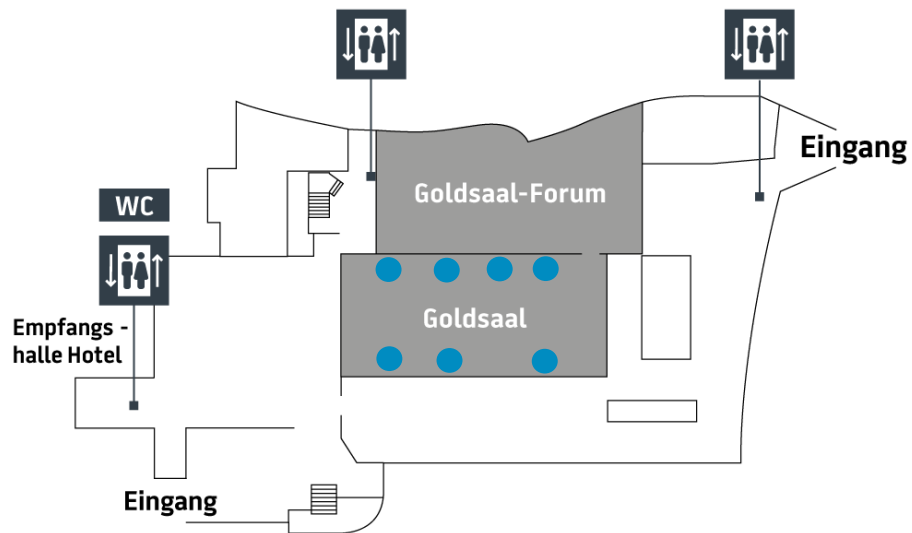 Eingang
Goldsaal-Forum
WC
Goldsaal
Empfangs -
halle Hotel
Eingang